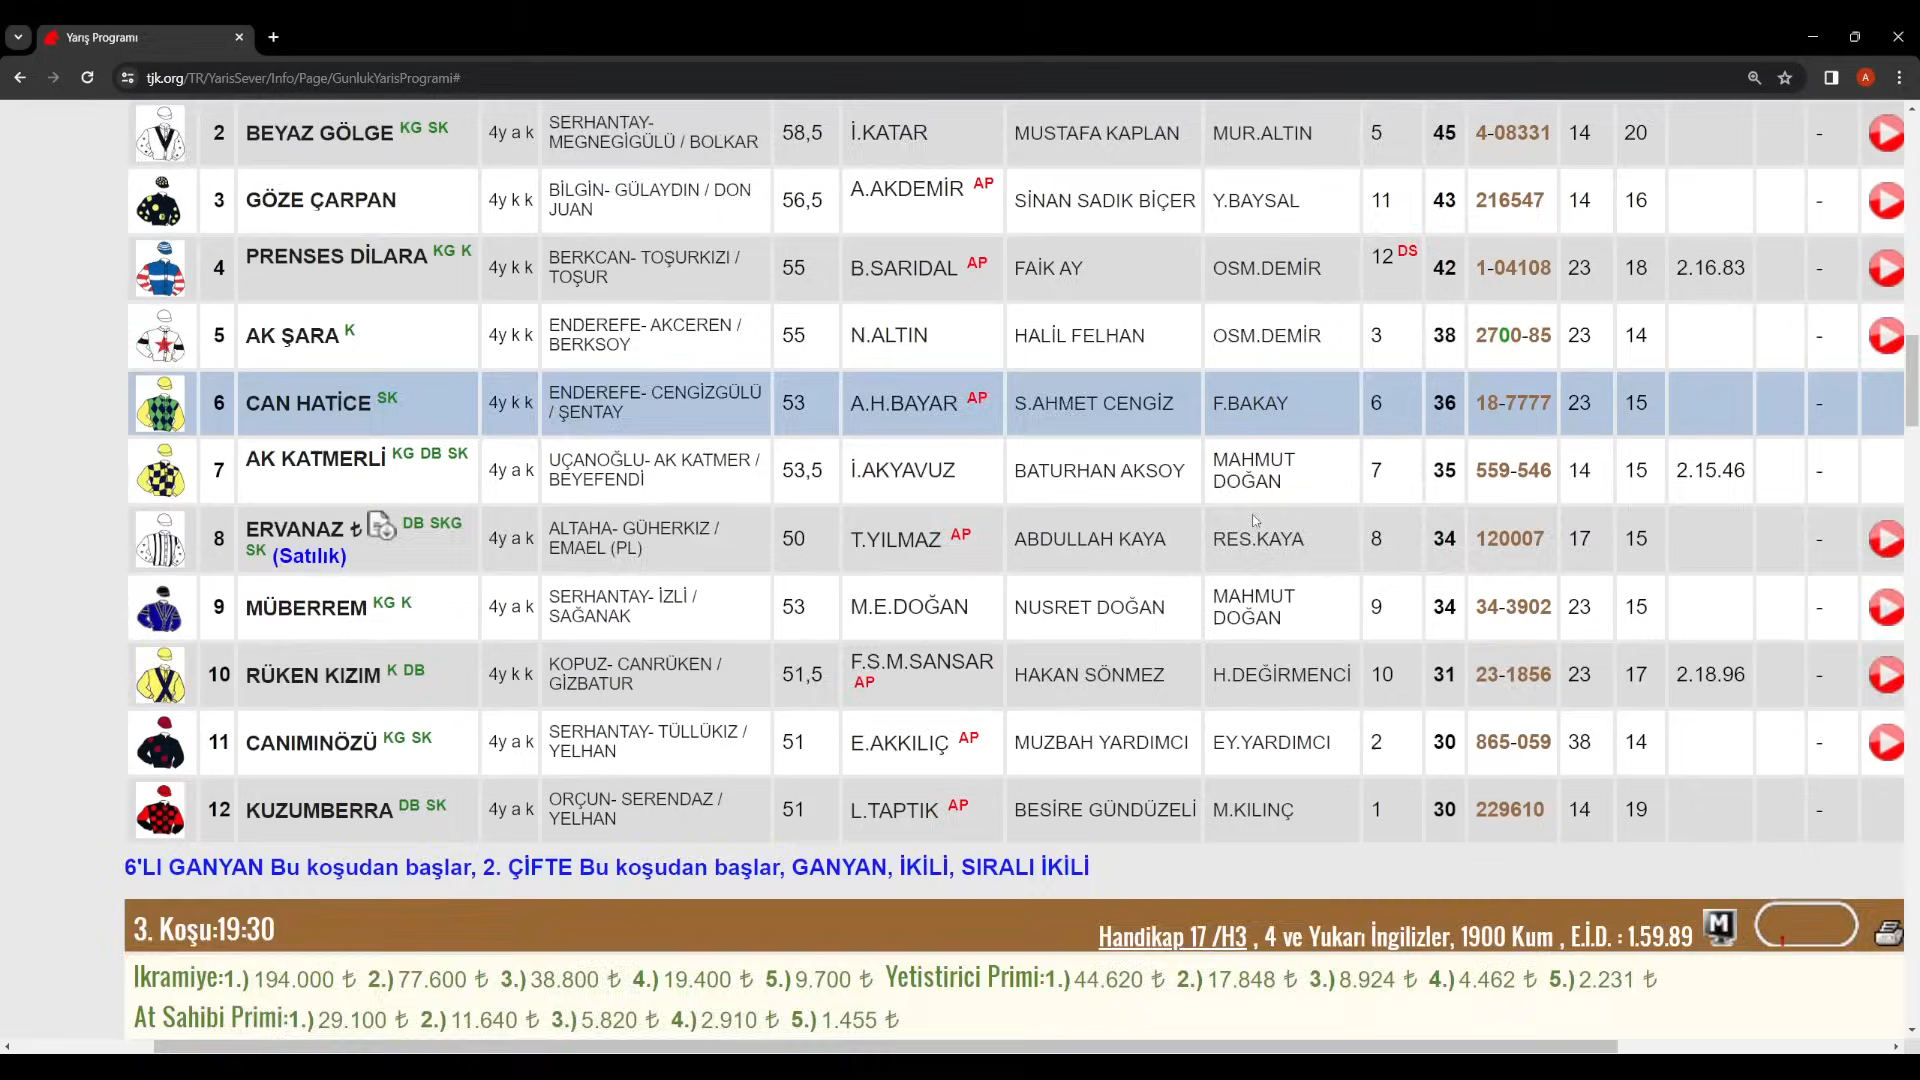 Yarış Programı
tjk.org/TR/YarisSever/Info/Page/GunlukYarisProgrami#
A
2 BEYAZ GÖLGE KG SK 4y a k SERHANTAY- MEGNEGİGÜLÜ / BOLKAR 58,5 İ.KATAR MUSTAFA KAPLAN MUR.ALTIN 5 45 4-08331 14 20 -
3 GÖZE ÇARPAN 4y k k BİLGİN- GÜLAYDIN / DON JUAN 56,5 A.AKDEMİR AP SİNAN SADIK BİÇER Y.BAYSAL 11 43 216547 14 16 -
4 PRENSES DİLARA KG K 4y k k BERKCAN- TOŞURKIZI / TOŞUR 55 B.SARIDAL AP FAİK AY OSM.DEMİR 12 DS 42 1-04108 23 18 2.16.83 -
5 AK ŞARA K 4y k k ENDEREFE- AKCEREN / BERKSOY 55 N.ALTIN HALİL FELHAN OSM.DEMİR 3 38 2700-85 23 14 -
6 CAN HATİCE SK 4y k k ENDEREFE- CENGİZGÜLÜ / ŞENTAY 53 A.H.BAYAR AP S.AHMET CENGİZ F.BAKAY 6 36 18-7777 23 15 -
7 AK KATMERLİ KG DB SK 4y a k UÇANOĞLU- AK KATMER / BEYEFENDİ 53,5 İ.AKYAVUZ BATURHAN AKSOY MAHMUT DOĞAN 7 35 559-546 14 15 2.15.46 -
8 ERVANAZ ₺ DB SKG SK (Satılık) 4y a k ALTAHA- GÜHERKIZ / EMAEL (PL) 50 T.YILMAZ AP ABDULLAH KAYA RES.KAYA 8 34 120007 17 15 -
9 MÜBERREM KG K 4y a k SERHANTAY- İZLİ / SAĞANAK 53 M.E.DOĞAN NUSRET DOĞAN MAHMUT DOĞAN 9 34 34-3902 23 15 -
10 RÜKEN KIZIM K DB 4y k k KOPUZ- CANRÜKEN / GİZBATUR 51,5 F.S.M.SANSAR AP HAKAN SÖNMEZ H.DEĞİRMENCİ 10 31 23-1856 23 17 2.18.96 -
11 CANIMINÖZÜ KG SK 4y a k SERHANTAY- TÜLLÜKIZ / YELHAN 51 E.AKKILIÇ AP MUZBAH YARDIMCI EY.YARDIMCI 2 30 865-059 38 14 -
12 KUZUMBERRA DB SK 4y a k ORÇUN- SERENDAZ / YELHAN 51 L.TAPTIK AP BESİRE GÜNDÜZELİ M.KILINÇ 1 30 229610 14 19 -
6'LI GANYAN Bu koşudan başlar, 2. ÇİFTE Bu koşudan başlar, GANYAN, İKİLİ, SIRALI İKİLİ
3. Koşu:19:30 Handikap 17 /H3 , 4 ve Yukarı İngilizler, 1900 Kum , E.İ.D. : 1.59.89 M
Ikramiye:1.) 194.000 ₺ 2.) 77.600 ₺ 3.) 38.800 ₺ 4.) 19.400 ₺ 5.) 9.700 ₺ Yetistirici Primi:1.) 44.620 ₺ 2.) 17.848 ₺ 3.) 8.924 ₺ 4.) 4.462 ₺ 5.) 2.231 ₺
At Sahibi Primi:1.) 29.100 ₺ 2.) 11.640 ₺ 3.) 5.820 ₺ 4.) 2.910 ₺ 5.) 1.455 ₺